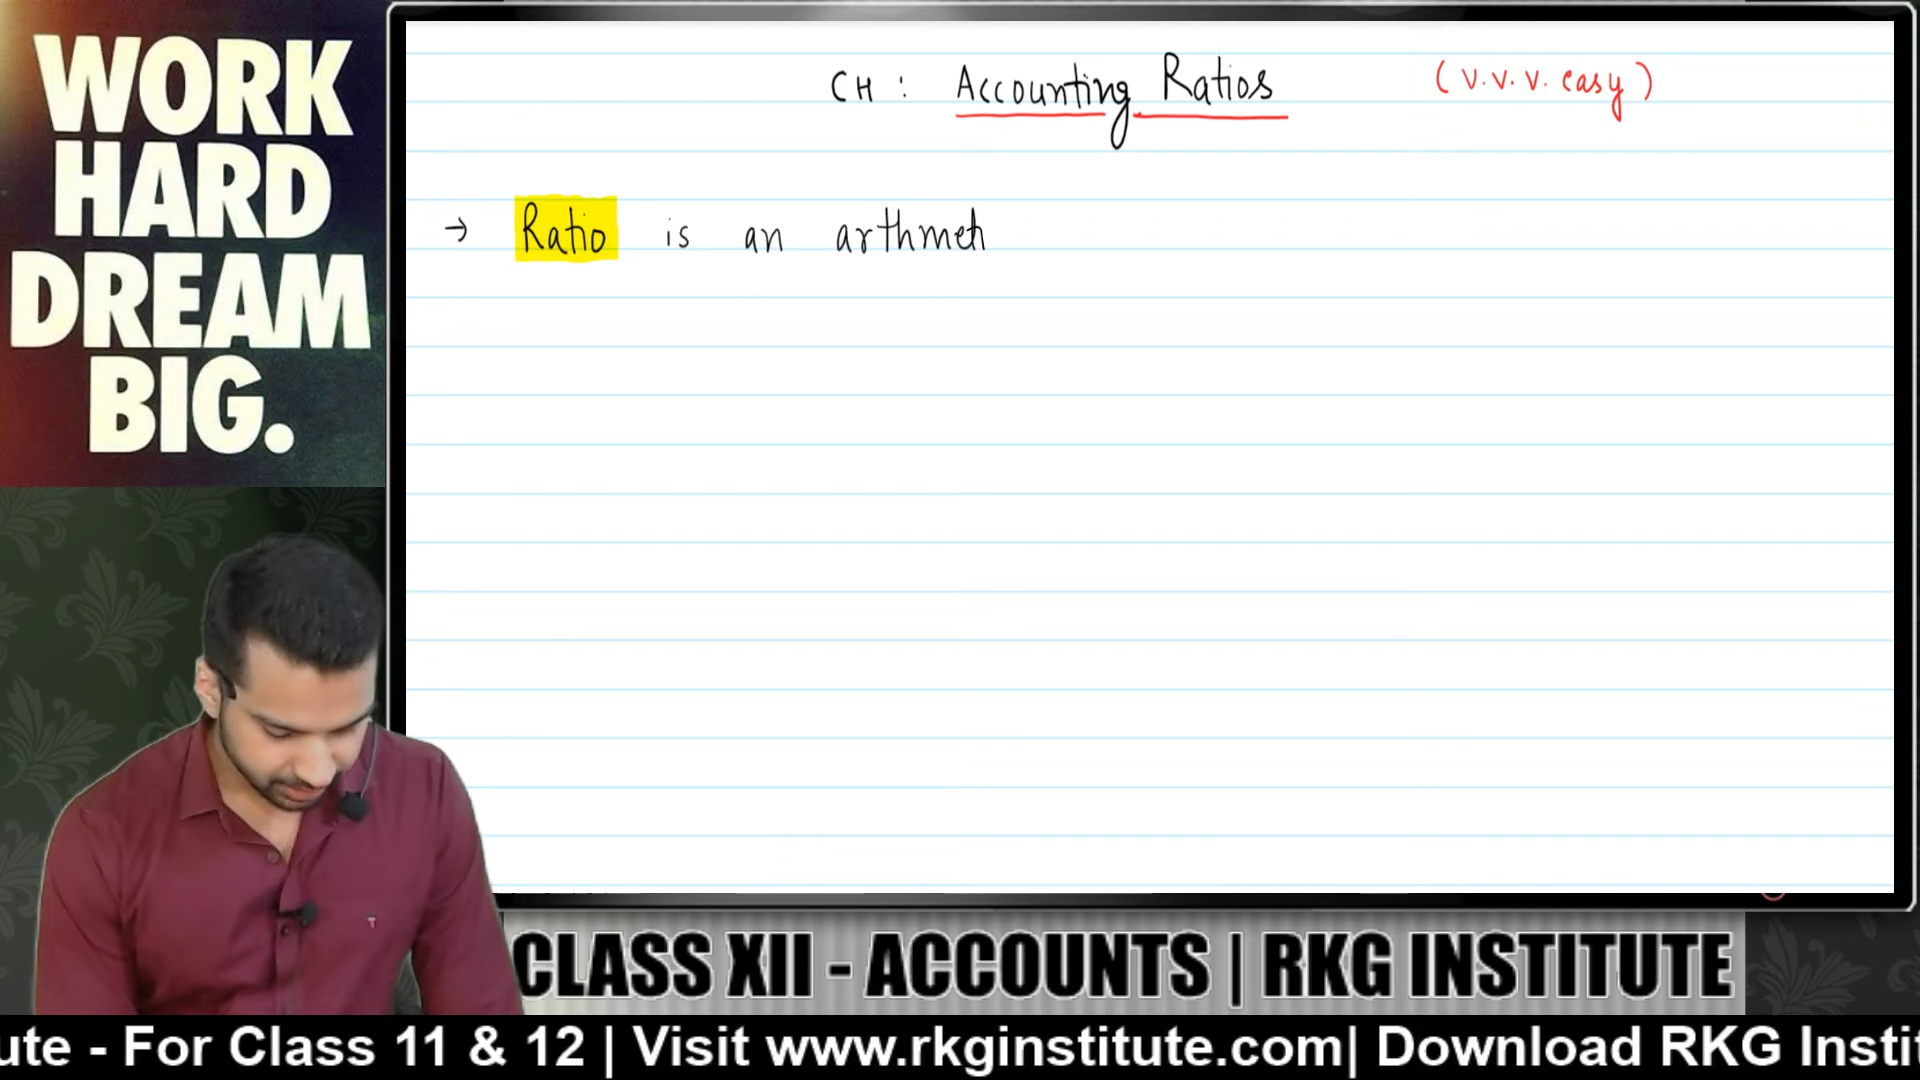 WORK
HARD
DREAM
BIG.
CH : Accounting Ratios (V.V.V. easy)
→ Ratio is an arthmeh
CLASS XII - ACCOUNTS | RKG INSTITUTE
ute - For Class 11 & 12 | Visit www.rkginstitute.com| Download RKG Instit